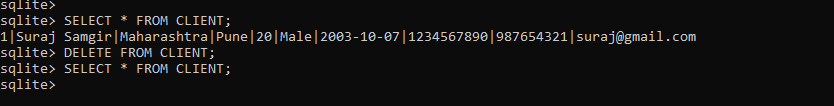 sqlite>
sqlite> SELECT * FROM CLIENT;
1|Suraj Samgir|Maharashtra|Pune|20|Male|2003-10-07|1234567890|987654321|suraj@gmail.com
sqlite> DELETE FROM CLIENT;
sqlite> SELECT * FROM CLIENT;
sqlite>